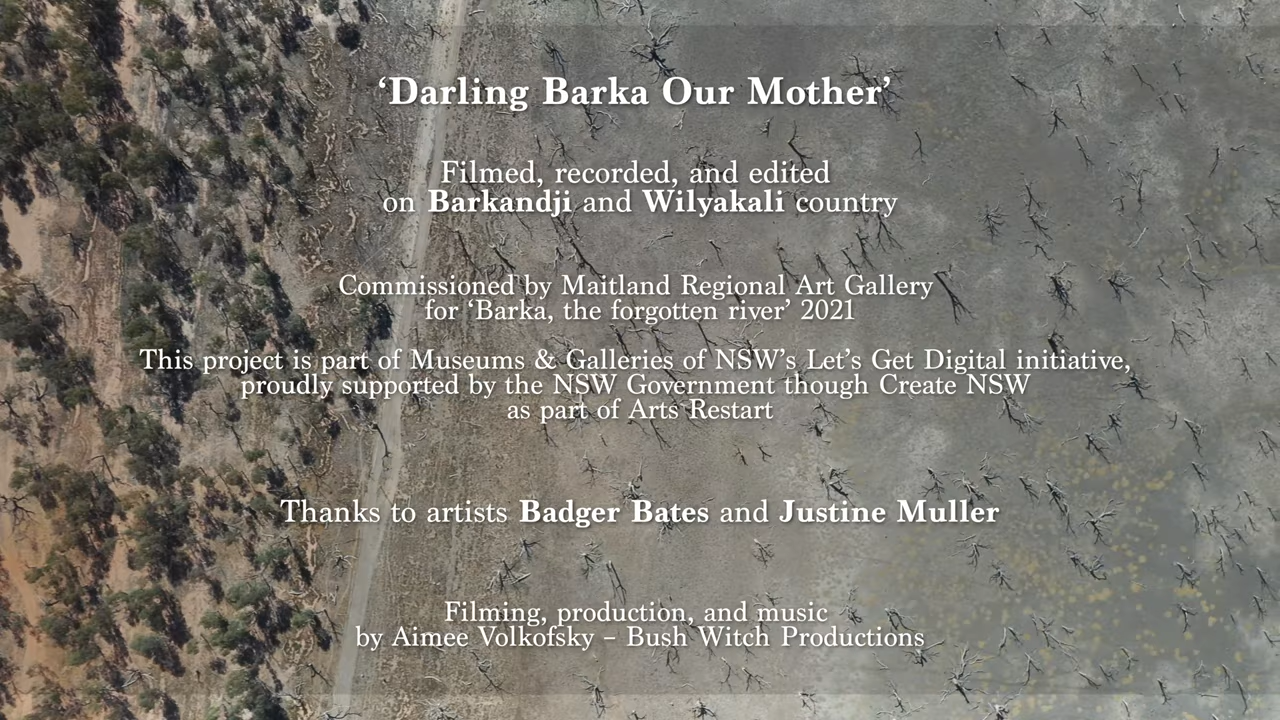 ‘Darling Barka Our Mother’
Filmed, recorded, and edited
on Barkandji and Wilyakali country
Commissioned by Maitland Regional Art Gallery
for ‘Barka, the forgotten river’ 2021
This project is part of Museums & Galleries of NSW’s Let’s Get Digital initiative,
proudly supported by the NSW Government though Create NSW
as part of Arts Restart
Thanks to artists Badger Bates and Justine Muller
Filming, production, and music
by Aimee Volkofsky – Bush Witch Productions